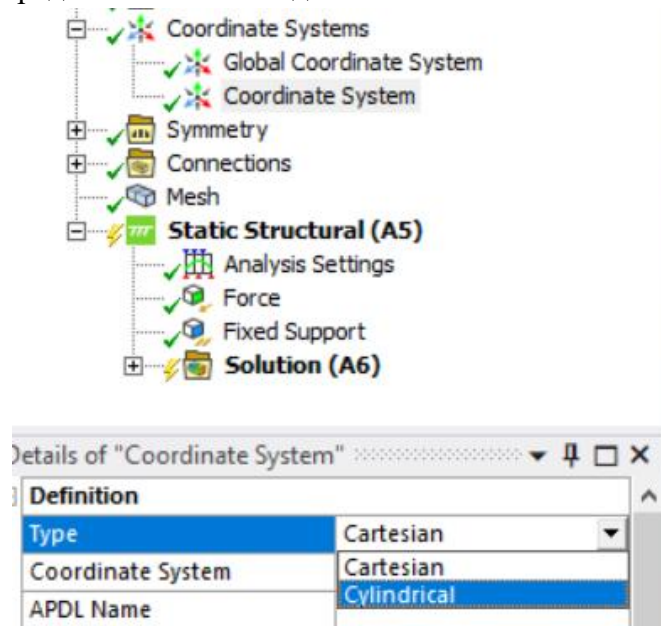 Coordinate Systems
Global Coordinate System
Coordinate System
Symmetry
Connections
Mesh
Static Structural (A5)
Analysis Settings
Force
Fixed Support
Solution (A6)
Details of "Coordinate System"
Definition
Type Cartesian
Coordinate System Cartesian
Cylindrical
APDL Name